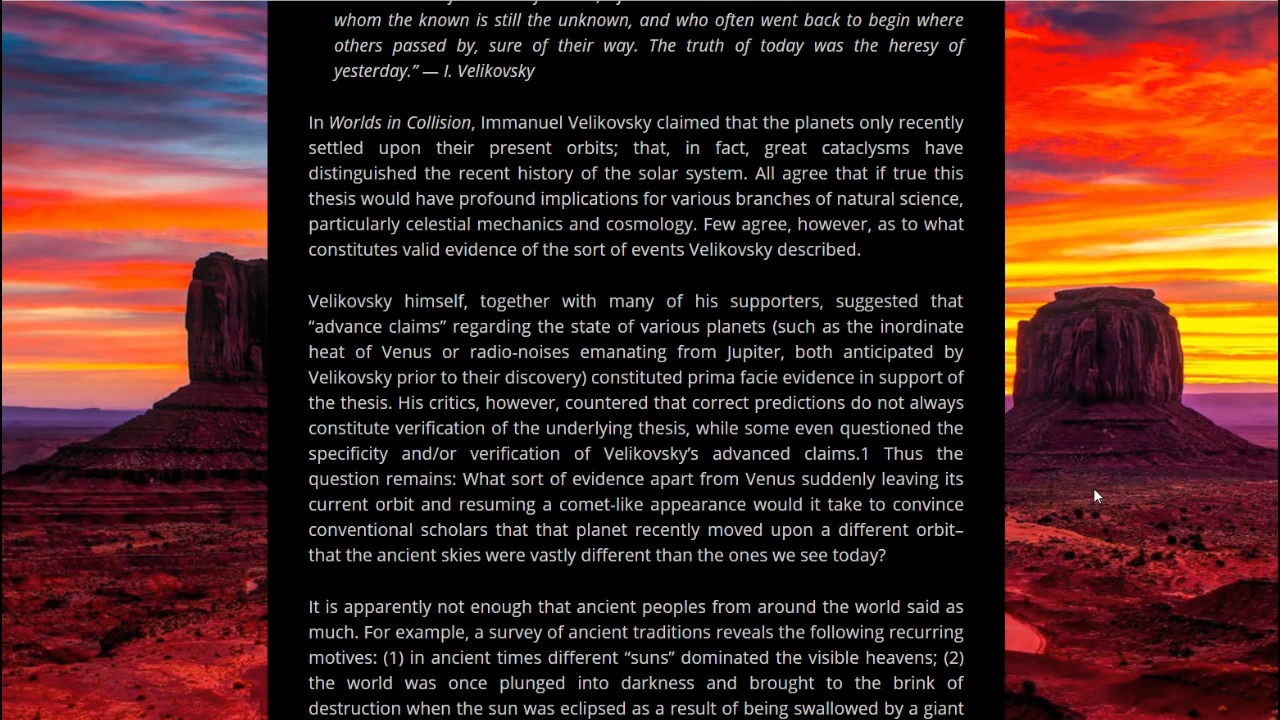 whom the known is still the unknown, and who often went back to begin where
others passed by, sure of their way. The truth of today was the heresy of
yesterday.” — I. Velikovsky
In Worlds in Collision, Immanuel Velikovsky claimed that the planets only recently
settled upon their present orbits; that, in fact, great cataclysms have
distinguished the recent history of the solar system. All agree that if true this
thesis would have profound implications for various branches of natural science,
particularly celestial mechanics and cosmology. Few agree, however, as to what
constitutes valid evidence of the sort of events Velikovsky described.
Velikovsky himself, together with many of his supporters, suggested that
“advance claims” regarding the state of various planets (such as the inordinate
heat of Venus or radio-noises emanating from Jupiter, both anticipated by
Velikovsky prior to their discovery) constituted prima facie evidence in support of
the thesis. His critics, however, countered that correct predictions do not always
constitute verification of the underlying thesis, while some even questioned the
specificity and/or verification of Velikovsky’s advanced claims.1 Thus the
question remains: What sort of evidence apart from Venus suddenly leaving its
current orbit and resuming a comet-like appearance would it take to convince
conventional scholars that that planet recently moved upon a different orbit–
that the ancient skies were vastly different than the ones we see today?
It is apparently not enough that ancient peoples from around the world said as
much. For example, a survey of ancient traditions reveals the following recurring
motives: (1) in ancient times different “suns” dominated the visible heavens; (2)
the world was once plunged into darkness and brought to the brink of
destruction when the sun was eclipsed as a result of being swallowed by a giant